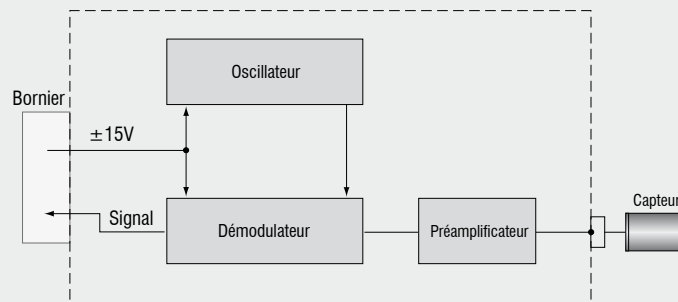 Oscillateur
Bornier
±15V
Capteur
Signal
Démodulateur
Préamplificateur